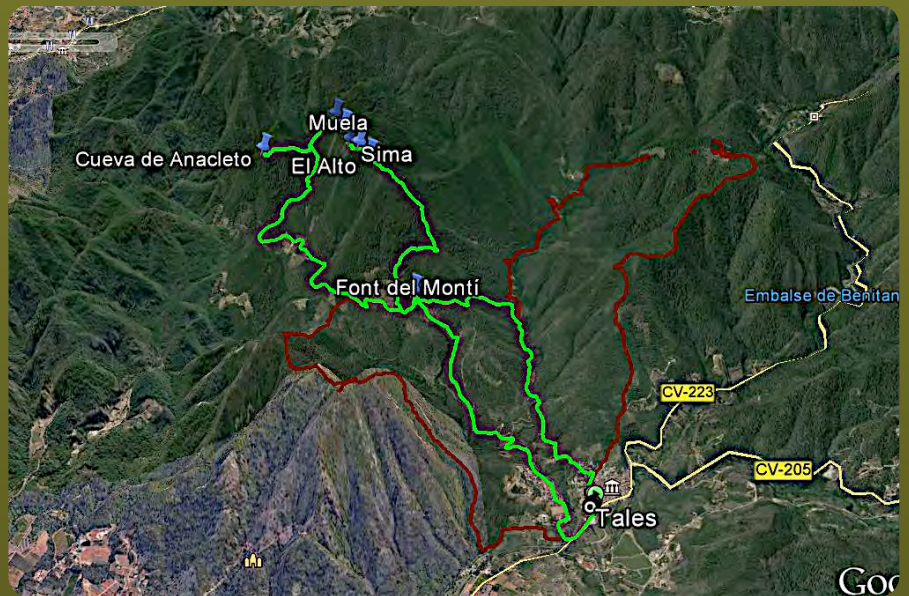 Muela
Cueva de Anacleto
El Alto
Sima
Font del Montí
Embalse de Benitan
CV-223
CV-205
Tales
Goo